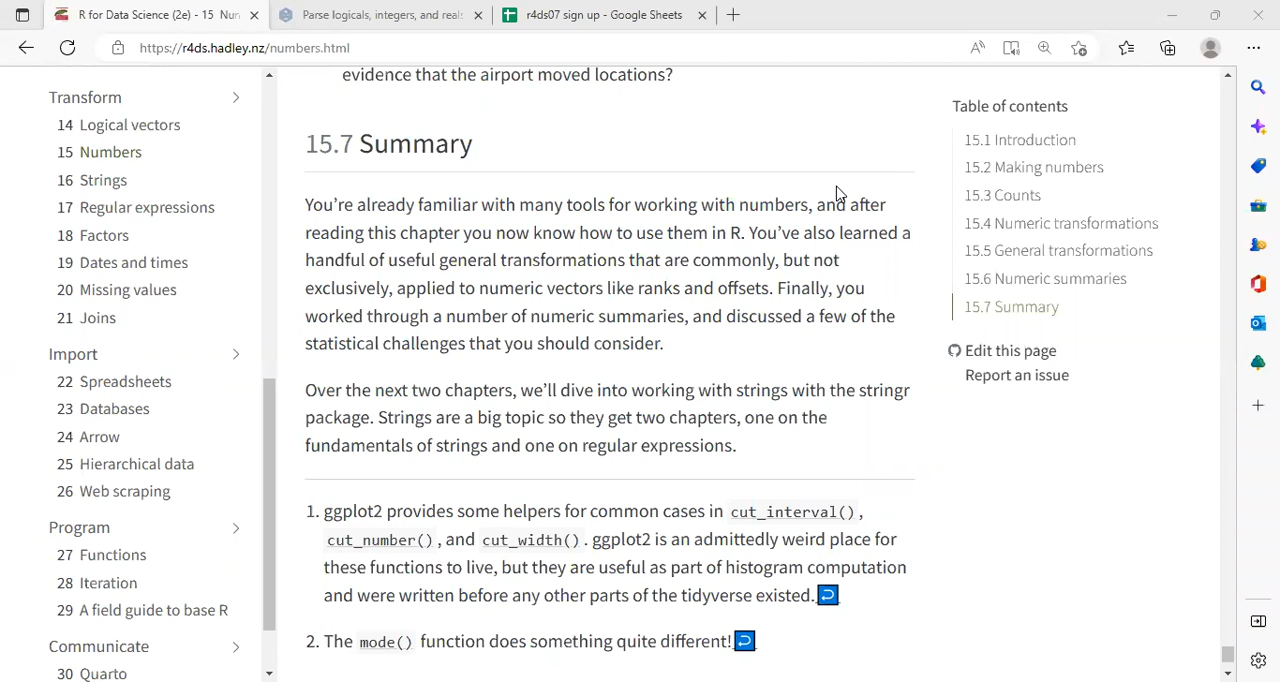 R for Data Science (2e) - 15 Num
Parse logicals, integers, and reals
r4ds07 sign up - Google Sheets
https://r4ds.hadley.nz/numbers.html
Transform
14 Logical vectors
15 Numbers
16 Strings
17 Regular expressions
18 Factors
19 Dates and times
20 Missing values
21 Joins
Import
22 Spreadsheets
23 Databases
24 Arrow
25 Hierarchical data
26 Web scraping
Program
27 Functions
28 Iteration
29 A field guide to base R
Communicate
30 Quarto
evidence that the airport moved locations?
15.7 Summary
You’re already familiar with many tools for working with numbers, and after
reading this chapter you now know how to use them in R. You’ve also learned a
handful of useful general transformations that are commonly, but not
exclusively, applied to numeric vectors like ranks and offsets. Finally, you
worked through a number of numeric summaries, and discussed a few of the
statistical challenges that you should consider.
Over the next two chapters, we’ll dive into working with strings with the stringr
package. Strings are a big topic so they get two chapters, one on the
fundamentals of strings and one on regular expressions.
1. ggplot2 provides some helpers for common cases in cut_interval(),
cut_number(), and cut_width(). ggplot2 is an admittedly weird place for
these functions to live, but they are useful as part of histogram computation
and were written before any other parts of the tidyverse existed.
2. The mode() function does something quite different!
Table of contents
15.1 Introduction
15.2 Making numbers
15.3 Counts
15.4 Numeric transformations
15.5 General transformations
15.6 Numeric summaries
15.7 Summary
Edit this page
Report an issue